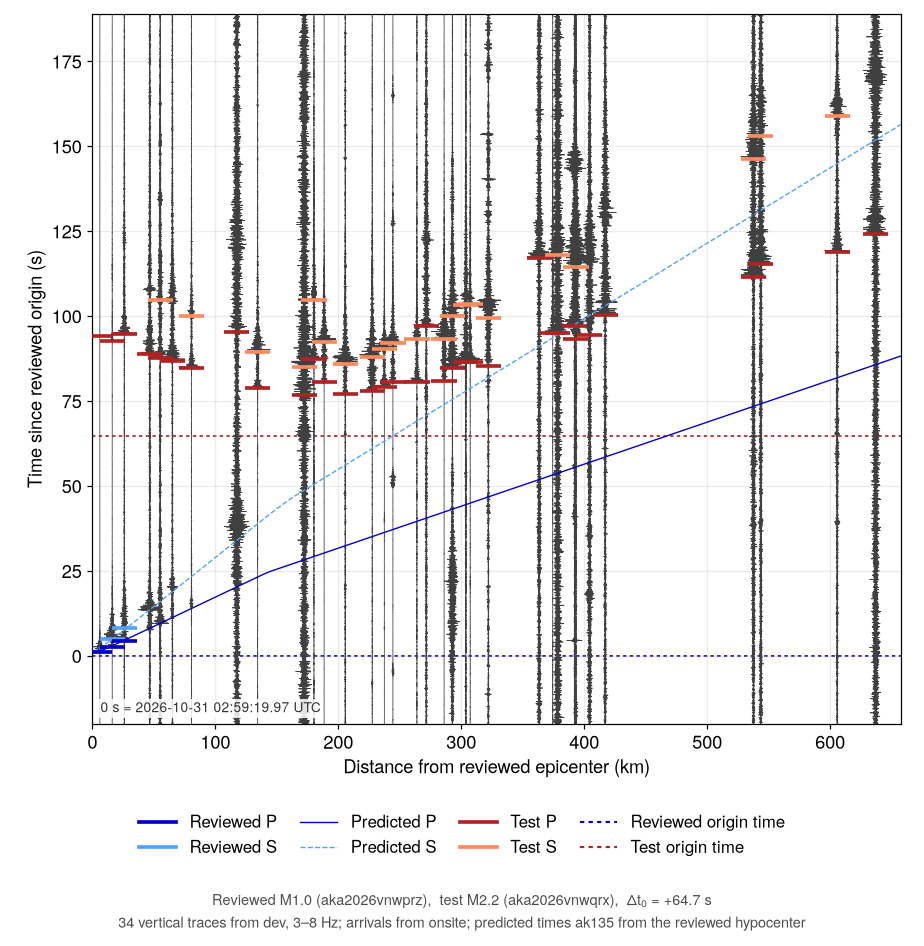 Time since reviewed origin (s)
175
150
125
100
75
50
25
0
0 s = 2026-10-31 02:59:19.97 UTC
0 100 200 300 400 500 600
Distance from reviewed epicenter (km)
Reviewed P Predicted P Test P Reviewed origin time
Reviewed S Predicted S Test S Test origin time
Reviewed M1.0 (aka2026vnwprz), test M2.2 (aka2026vnwqrx), Δt₀ = +64.7 s
34 vertical traces from dev, 3–8 Hz; arrivals from onsite; predicted times ak135 from the reviewed hypocenter